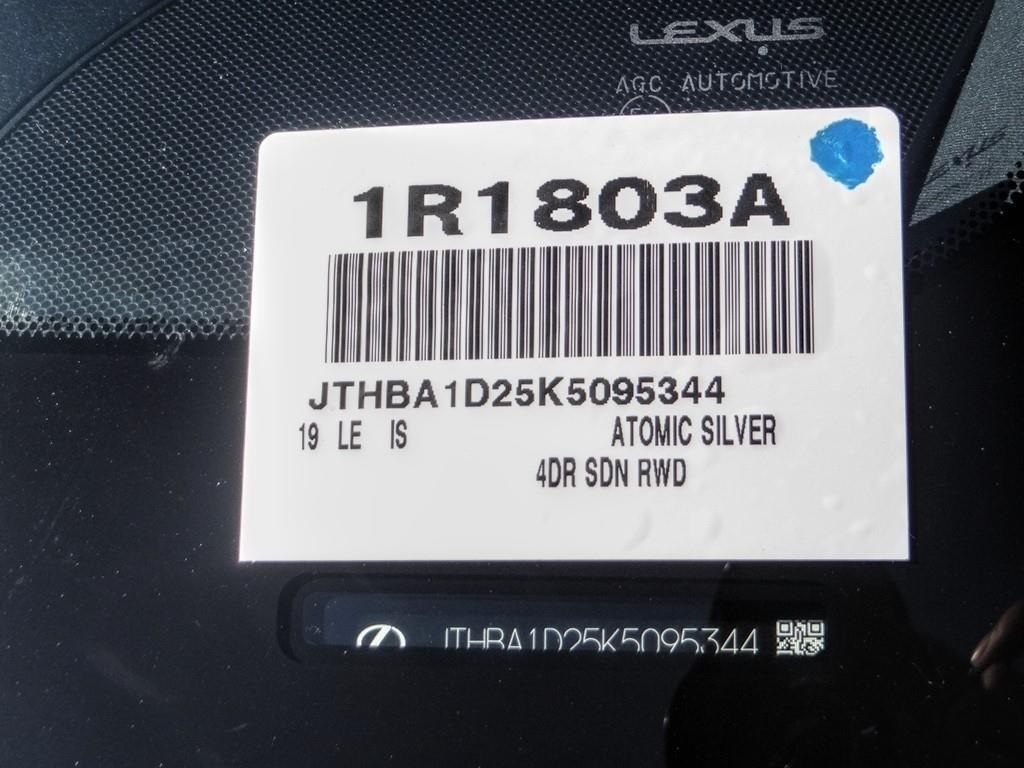 LEXUS
AGC AUTOMOTIVE
1R1803A
JTHBA1D25K5095344
19 LE IS
ATOMIC SILVER
4DR SDN RWD
JTHBA1D25K5095344